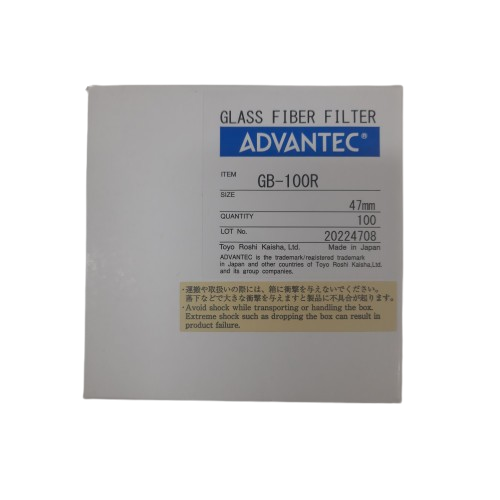 GLASS FIBER FILTER
ADVANTEC®
ITEM GB-100R
SIZE 47mm
QUANTITY 100
LOT No. 20224708
Toyo Roshi Kaisha, Ltd. Made in Japan
ADVANTEC is the trademark/registered trademark
in Japan and other countries of Toyo Roshi Kaisha, Ltd.
and its group companies.
・運搬や取扱いの際には、箱に衝撃を与えないでください。
落下などで大きな衝撃を与えますと製品に不具合が起ります。
・Avoid shock while transporting or handling the box.
Extreme shock such as dropping the box can result in
product failure.